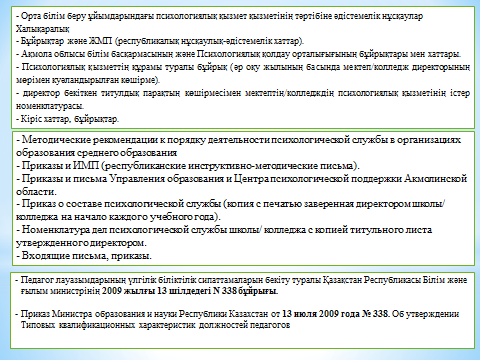 - Орта білім беру ұйымдарындағы психологиялық қызмет қызметінің тәртібіне әдістемелік нұсқаулар
Халықаралық
- Бұйрықтар және ЖМП (республикалық нұсқаулық-әдістемелік хаттар).
- Ақмола облысы білім басқармасының және Психологиялық қолдау орталығығының бұйрықтары мен хаттары.
- Психологиялық қызметтің құрамы туралы бұйрық (әр оқу жылының басында мектеп/колледж директорының
мөрімен куәландырылған көшірме).
- директор бекіткен титулдық парақтың көшірмесімен мектептің/колледждің психологиялық қызметінің істер
номенклатурасы.
- Кіріс хаттар, бұйрықтар.
- Методические рекомендации к порядку деятельности психологической службы в организациях
образования среднего образования
- Приказы и ИМП (республиканские инструктивно-методические письма).
- Приказы и письма Управления образования и Центра психологической поддержки Акмолинской
области.
- Приказ о составе психологической службы (копия с печатью заверенная директором школы/
колледжа на начало каждого учебного года).
- Номенклатура дел психологической службы школы/ колледжа с копией титульного листа
утвержденного директором.
- Входящие письма, приказы.
- Педагог лауазымдарының үлгілік біліктілік сипаттамаларын бекіту туралы Қазақстан Республикасы Білім және
ғылым министрінің 2009 жылғы 13 шілдедегі N 338 бұйрығы.
- Приказ Министра образования и науки Республики Казахстан от 13 июля 2009 года № 338. Об утверждении
Типовых квалификационных характеристик должностей педагогов